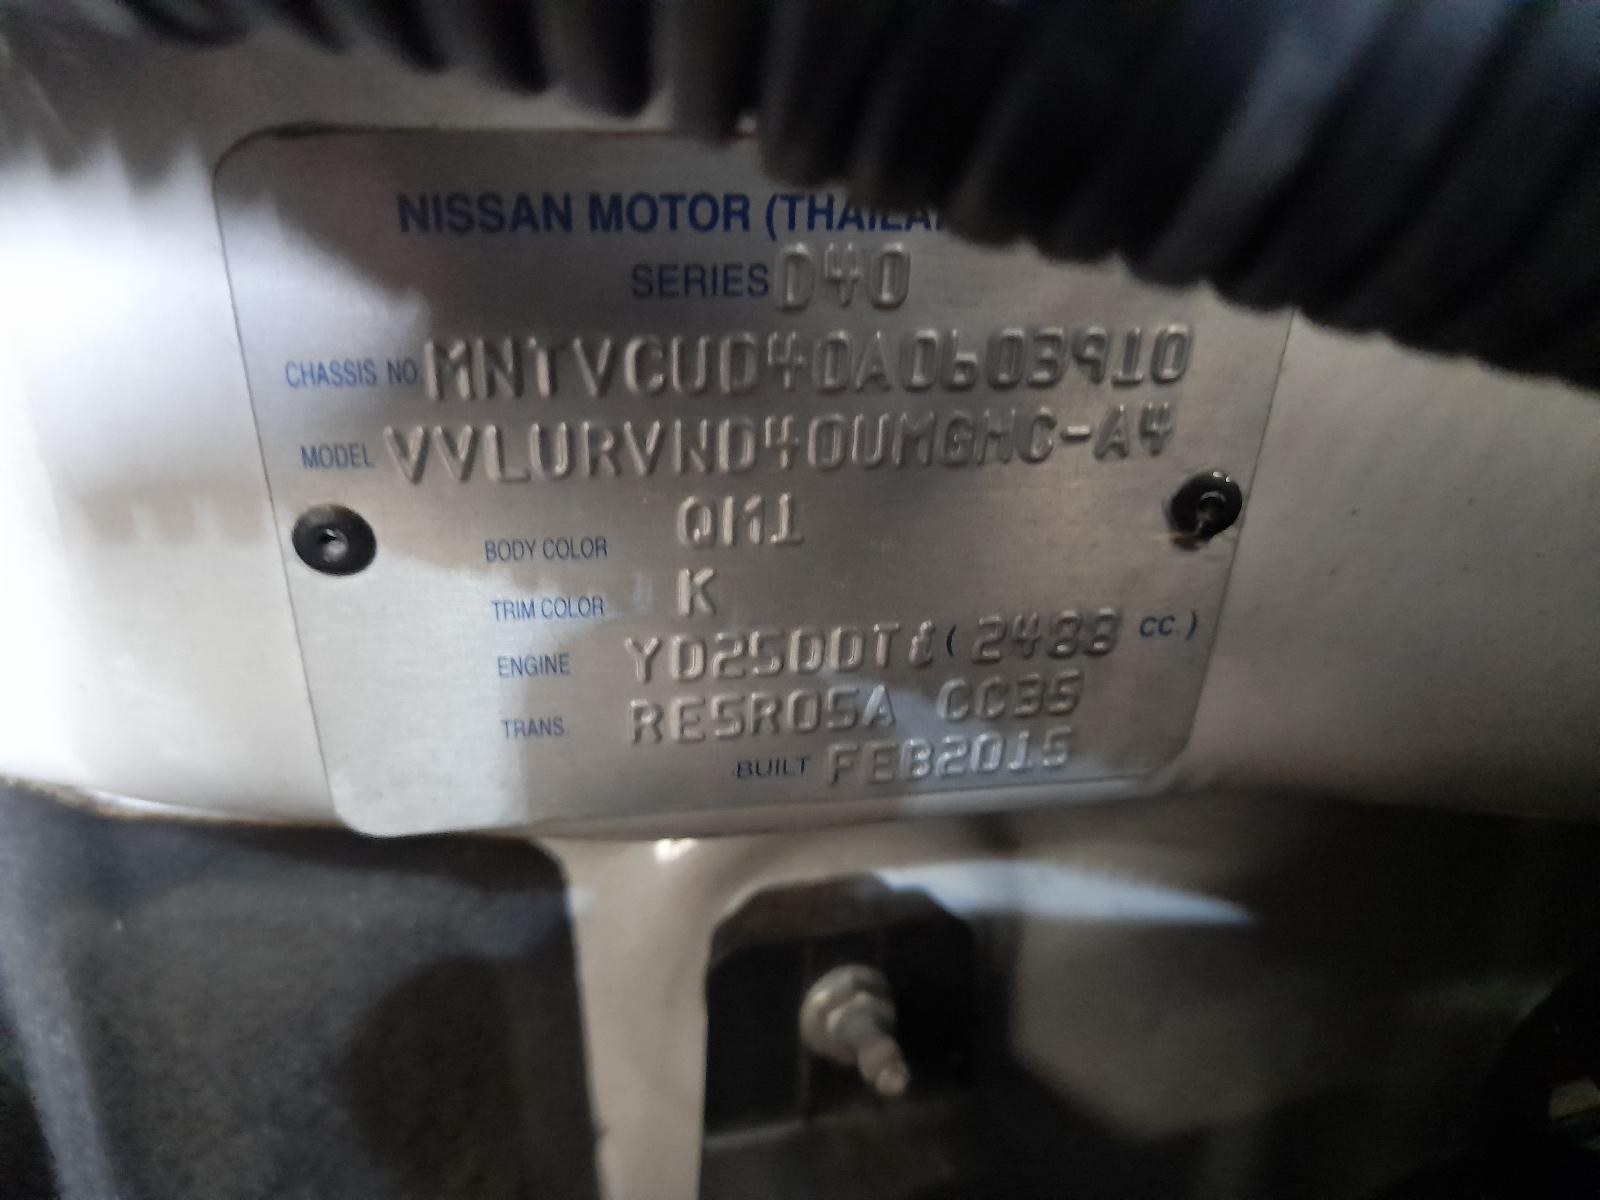 NISSAN MOTOR (THAILA
SERIES D40
CHASSIS NO. MNTVCUD40A0603910
MODEL VVLURVND40UMGHC-A4
BODY COLOR QM1
TRIM COLOR K
ENGINE YD25DDTi (2488 CC.)
TRANS. RE5R05A CC35
BUILT FEB2015